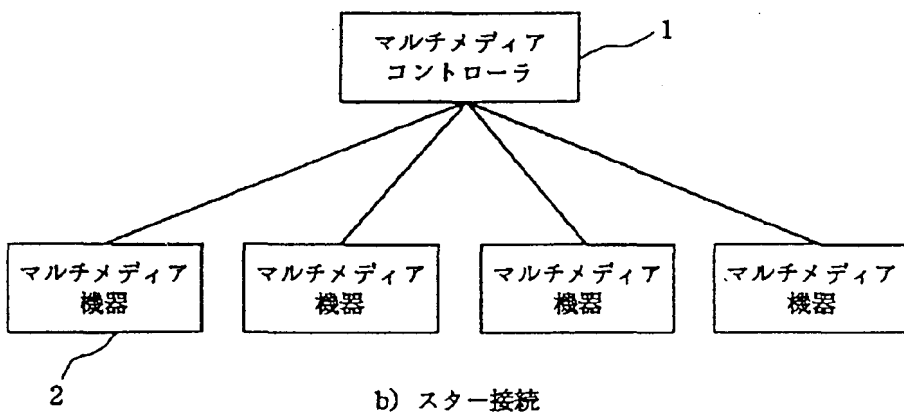 マルチメディア
コントローラ
1
マルチメディア
機器
マルチメディア
機器
マルチメディア
機器
マルチメディア
機器
2
b) スター接続